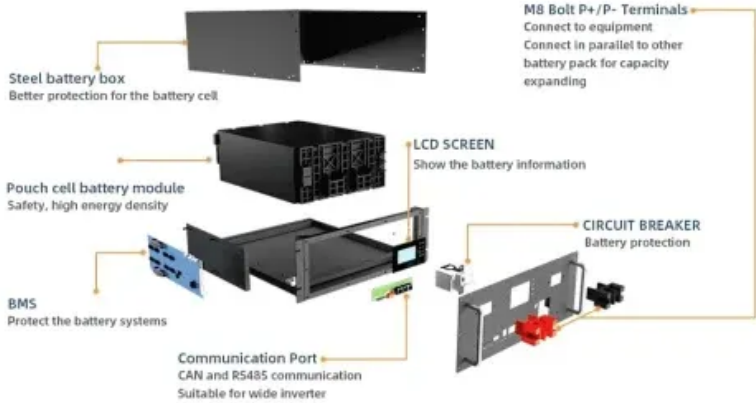 M8 Bolt P+/P- Terminals
Connect to equipment
Connect in parallel to other
battery pack for capacity
expanding
Steel battery box
Better protection for the battery cell
LCD SCREEN
Show the battery information
Pouch cell battery module
Safety, high energy density
CIRCUIT BREAKER
Battery protection
BMS
Protect the battery systems
Communication Port
CAN and RS485 communication
Suitable for wide inverter